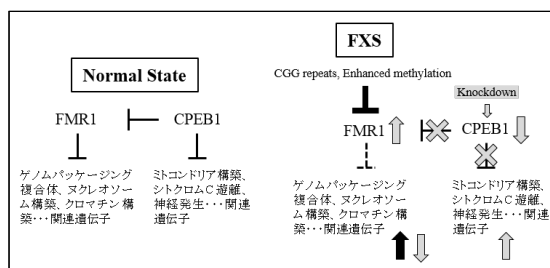 Normal State
FMR1
CPEB1
ゲノムパッケージング
複合体、ヌクレオソー
ム構築、クロマチン構
築・・・関連遺伝子
ミトコンドリア構築、
シトクロムC遊離、
神経発生・・・関連
遺伝子
FXS
CGG repeats, Enhanced methylation
Knockdown
FMR1
CPEB1
ゲノムパッケージング
複合体、ヌクレオソー
ム構築、クロマチン構
築・・・関連遺伝子
ミトコンドリア構築、
シトクロムC遊離、
神経発生・・・関連
遺伝子